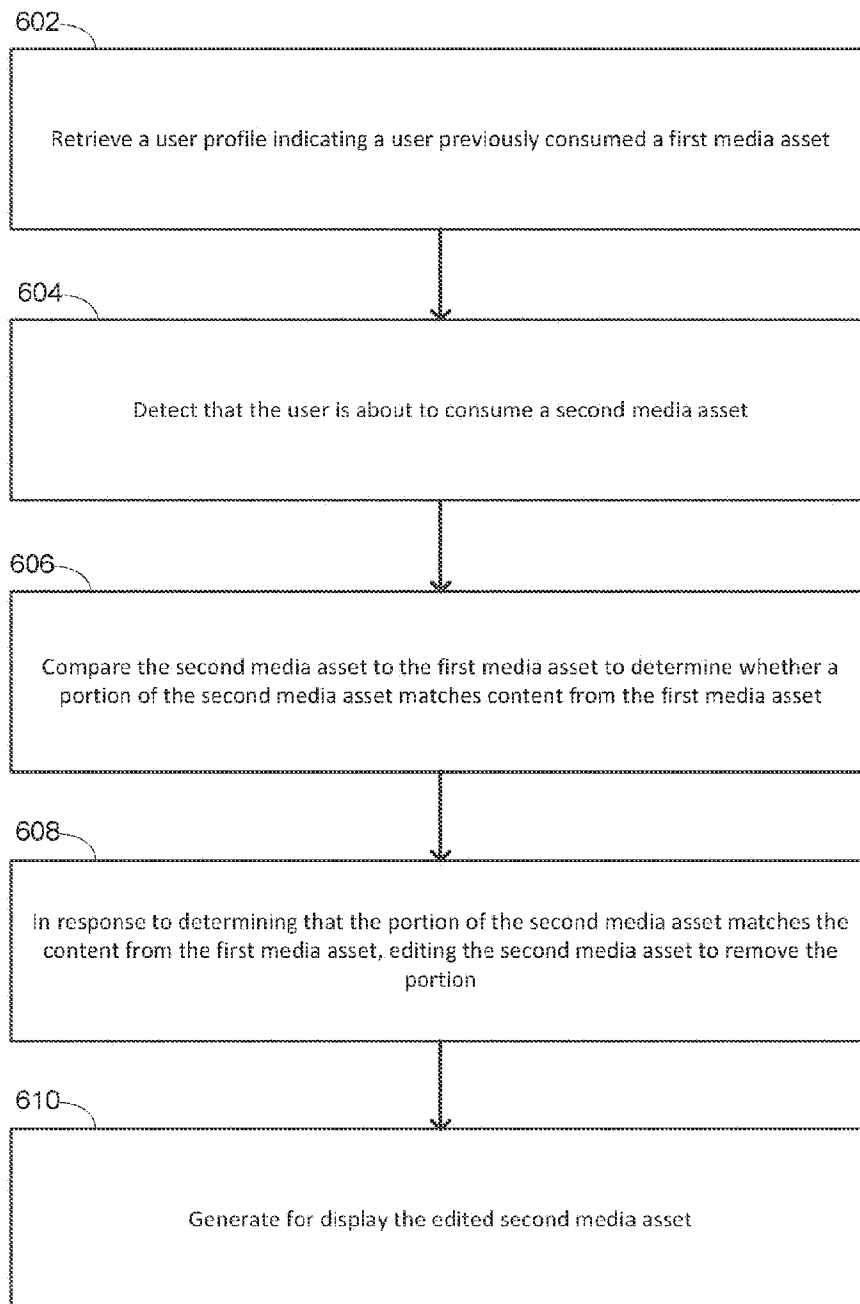 602
Retrieve a user profile indicating a user previously consumed a first media asset
604
Detect that the user is about to consume a second media asset
606
Compare the second media asset to the first media asset to determine whether a
portion of the second media asset matches content from the first media asset
608
In response to determining that the portion of the second media asset matches the
content from the first media asset, editing the second media asset to remove the
portion
610
Generate for display the edited second media asset